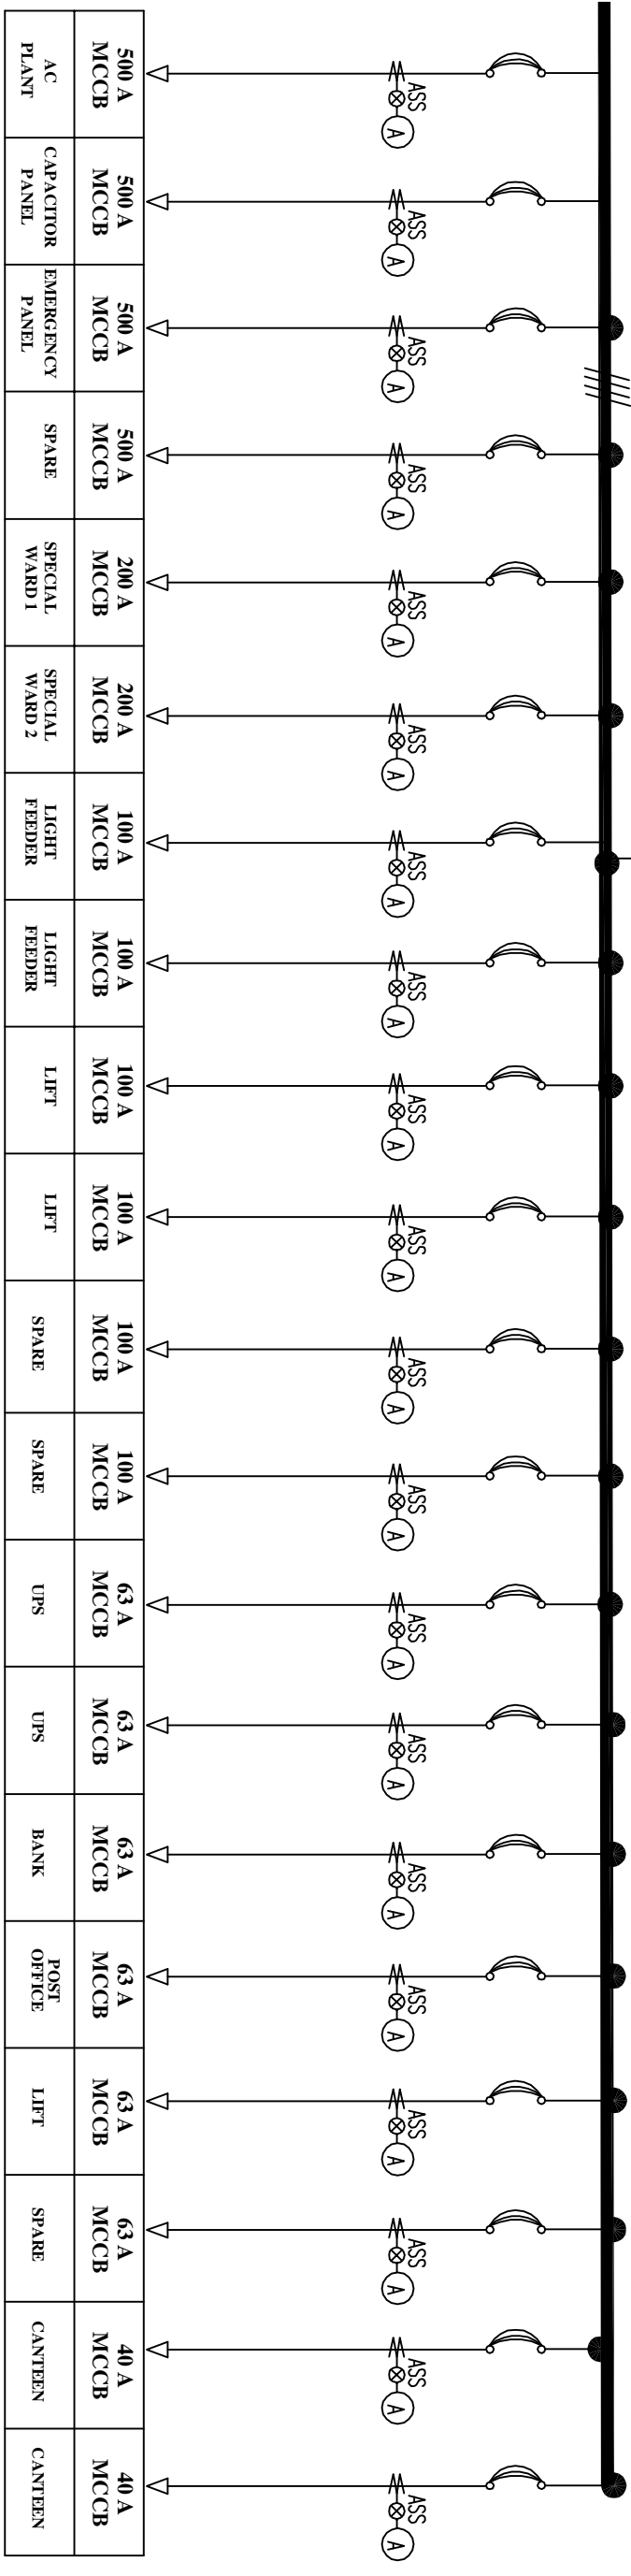 500 A
MCCB
AC
PLANT
ASS
A
500 A
MCCB
CAPACITOR
PANEL
ASS
A
500 A
MCCB
EMERGENCY
PANEL
ASS
A
500 A
MCCB
SPARE
ASS
A
200 A
MCCB
SPECIAL
WARD 1
ASS
A
200 A
MCCB
SPECIAL
WARD 2
ASS
A
100 A
MCCB
LIGHT
FEEDER
ASS
A
100 A
MCCB
LIGHT
FEEDER
ASS
A
100 A
MCCB
LIFT
ASS
A
100 A
MCCB
LIFT
ASS
A
100 A
MCCB
SPARE
ASS
A
100 A
MCCB
SPARE
ASS
A
63 A
MCCB
UPS
ASS
A
63 A
MCCB
UPS
ASS
A
63 A
MCCB
BANK
ASS
A
63 A
MCCB
POST
OFFICE
ASS
A
63 A
MCCB
LIFT
ASS
A
63 A
MCCB
SPARE
ASS
A
40 A
MCCB
CANTEEN
ASS
A
40 A
MCCB
CANTEEN
ASS
A